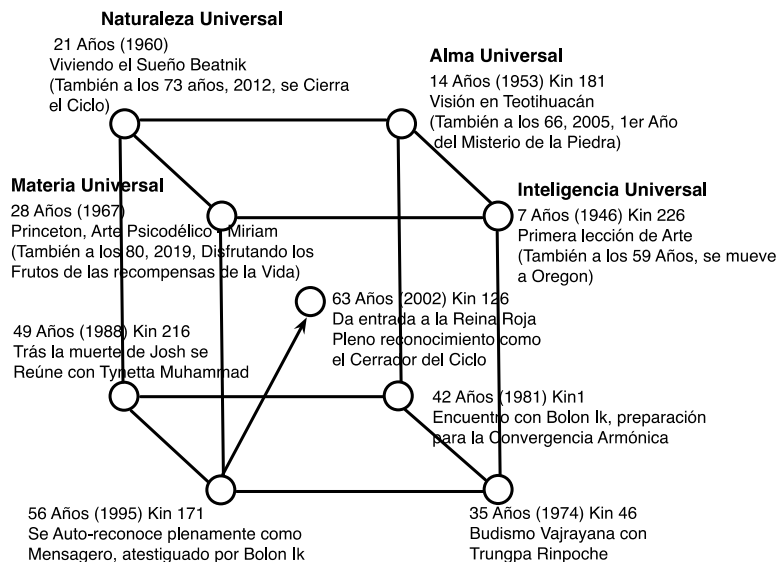 Naturaleza Universal
21 Años (1960)
Viviendo el Sueño Beatnik
(También a los 73 años, 2012, se Cierra
el Ciclo)
Alma Universal
14 Años (1953) Kin 181
Visión en Teotihuacán
(También a los 66, 2005, 1er Año
del Misterio de la Piedra)
Materia Universal
28 Años (1967)
Princeton, Arte Psicodélico - Miriam
(También a los 80, 2019, Disfrutando los
Frutos de las recompensas de la Vida)
Inteligencia Universal
7 Años (1946) Kin 226
Primera lección de Arte
(También a los 59 Años, se mueve
a Oregon)
63 Años (2002) Kin 126
Da entrada a la Reina Roja
Pleno reconocimiento como
el Cerrador del Ciclo
49 Años (1988) Kin 216
Trás la muerte de Josh se
Reúne con Tynetta Muhammad
42 Años (1981) Kin1
Encuentro con Bolon Ik, preparación
para la Convergencia Armónica
56 Años (1995) Kin 171
Se Auto-reconoce plenamente como
Mensagero, atestiguado por Bolon Ik
35 Años (1974) Kin 46
Budismo Vajrayana con
Trungpa Rinpoche